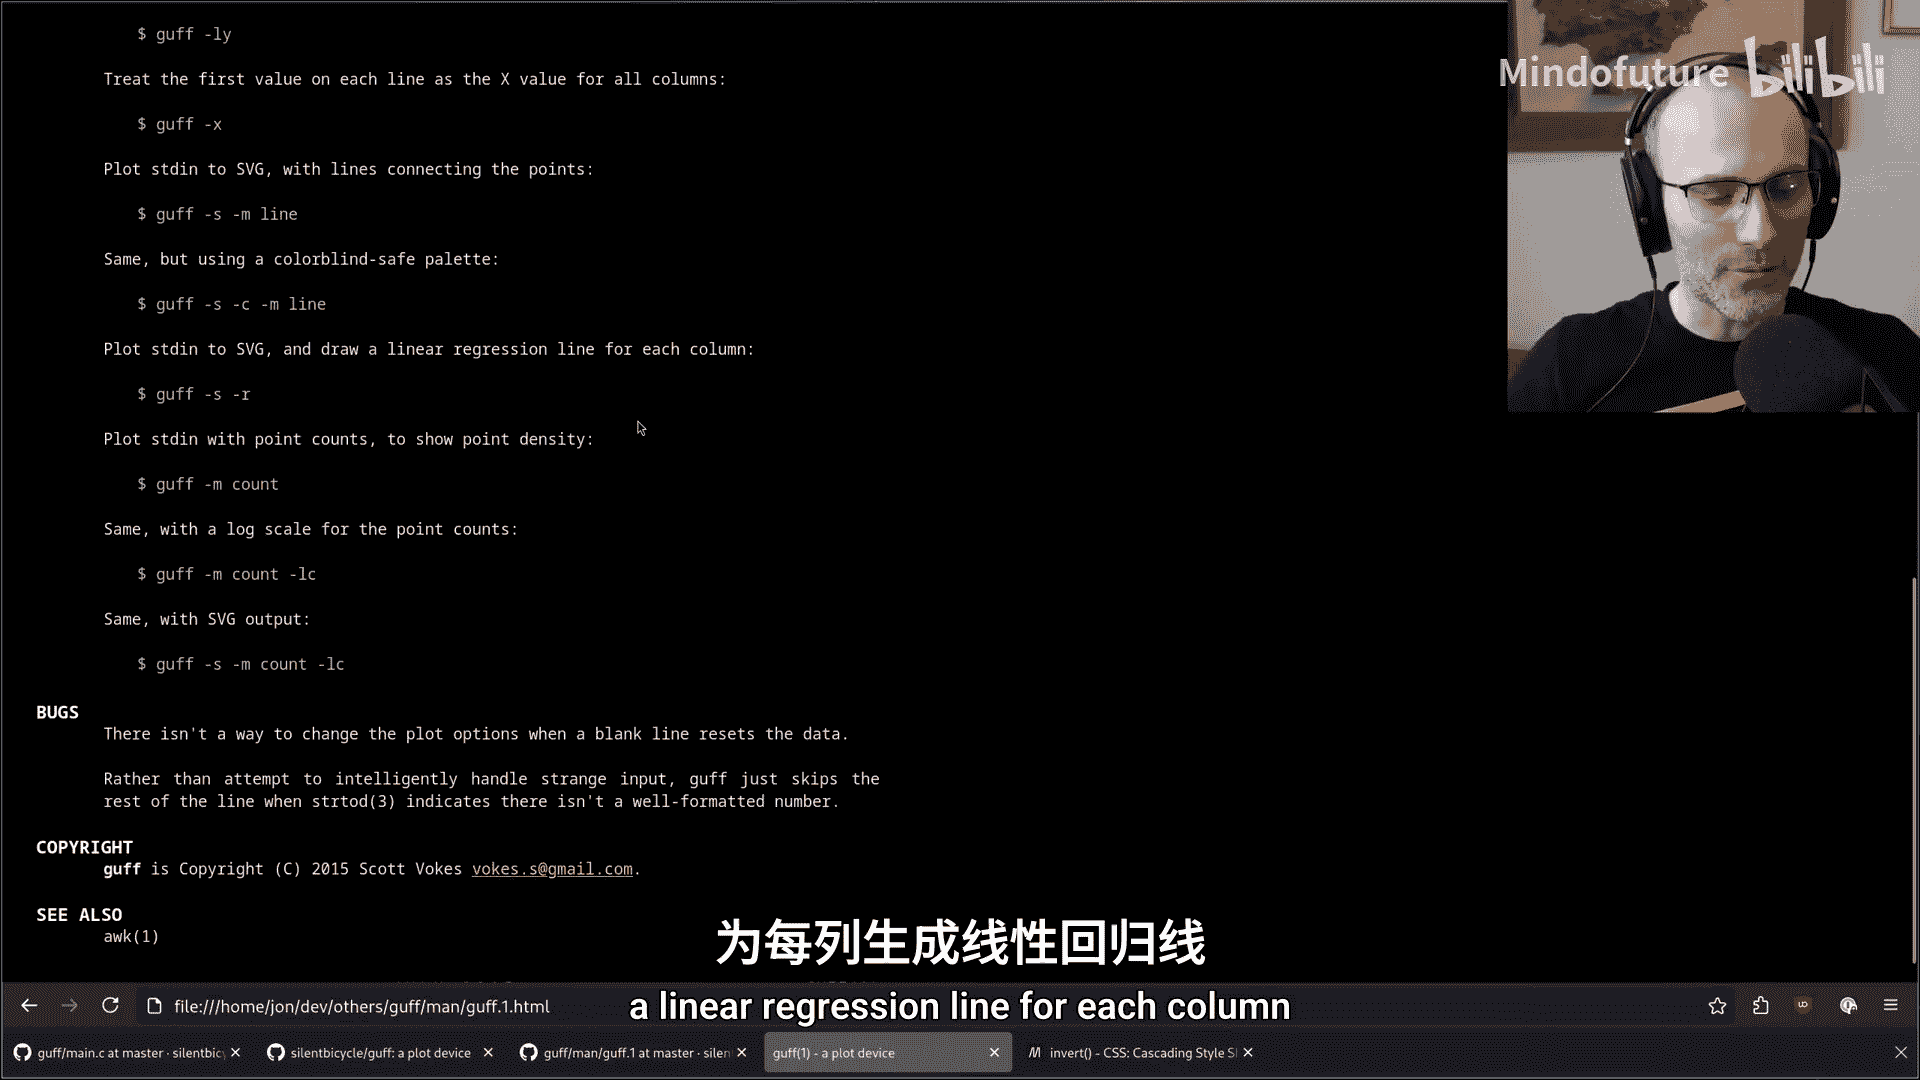 $ guff -ly
Treat the first value on each line as the X value for all columns:
$ guff -x
Plot stdin to SVG, with lines connecting the points:
$ guff -s -m line
Same, but using a colorblind-safe palette:
$ guff -s -c -m line
Plot stdin to SVG, and draw a linear regression line for each column:
$ guff -s -r
Plot stdin with point counts, to show point density:
$ guff -m count
Same, with a log scale for the point counts:
$ guff -m count -lc
Same, with SVG output:
$ guff -s -m count -lc
BUGS
There isn't a way to change the plot options when a blank line resets the data.
Rather than attempt to intelligently handle strange input, guff just skips the
rest of the line when strtod(3) indicates there isn't a well-formatted number.
COPYRIGHT
guff is Copyright (C) 2015 Scott Vokes vokes.s@gmail.com.
SEE ALSO
awk(1)
Mindofuture bilibili
为每列生成线性回归线
a linear regression line for each column
file:///home/jon/dev/others/guff/man/guff.1.html
guff/main.c at master · silentbic
silentbicycle/guff: a plot device
guff/man/guff.1 at master · silen
guff(1) - a plot device
invert() - CSS: Cascading Style S